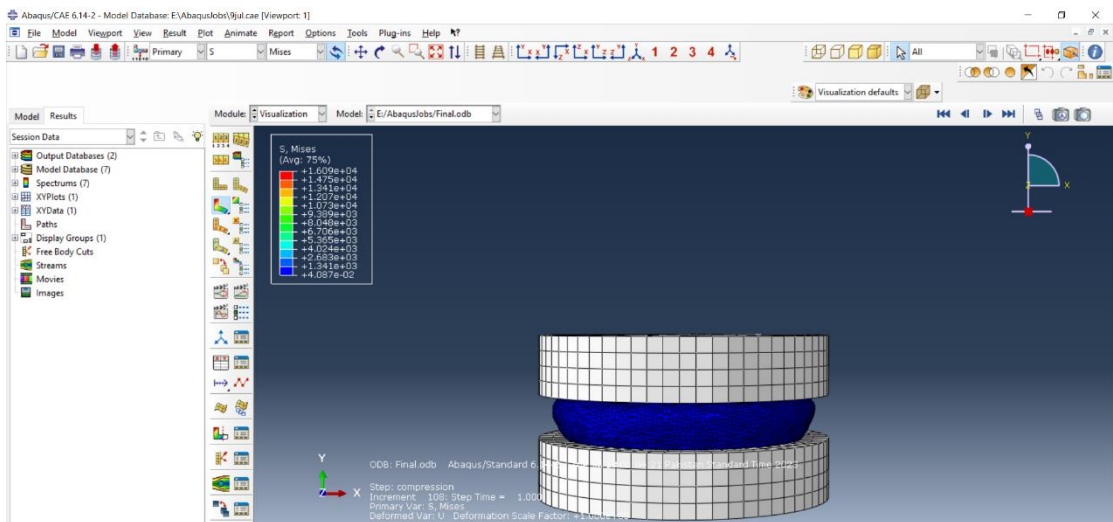 Abaqus/CAE 6.14-2 - Model Database: E:\AbaqusJobs\9jul.cae [Viewport: 1]
File Model Viewport View Result Plot Animate Report Options Tools Plug-ins Help
Primary S Mises 1 2 3 4 All
Visualization defaults
Model Results Module: Visualization Model: E:/AbaqusJobs/Final.odb
Session Data
Output Databases (2)
Model Database (7)
Spectrums (7)
XYPlots (1)
XYData (1)
Paths
Display Groups (1)
Free Body Cuts
Streams
Movies
Images
S, Mises
(Avg: 75%)
+1.609e+04
+1.475e+04
+1.341e+04
+1.207e+04
+1.073e+04
+9.389e+03
+8.048e+03
+6.706e+03
+5.365e+03
+4.024e+03
+2.683e+03
+1.341e+03
+4.087e-02
Y
Z X
Y
X
ODB: Final.odb Abaqus/Standard Pakistan Standard Time 2023
Step: compression
Increment 108: Step Time = 1.000
Primary Var: S, Mises
Deformed Var: U Deformation Scale Factor: